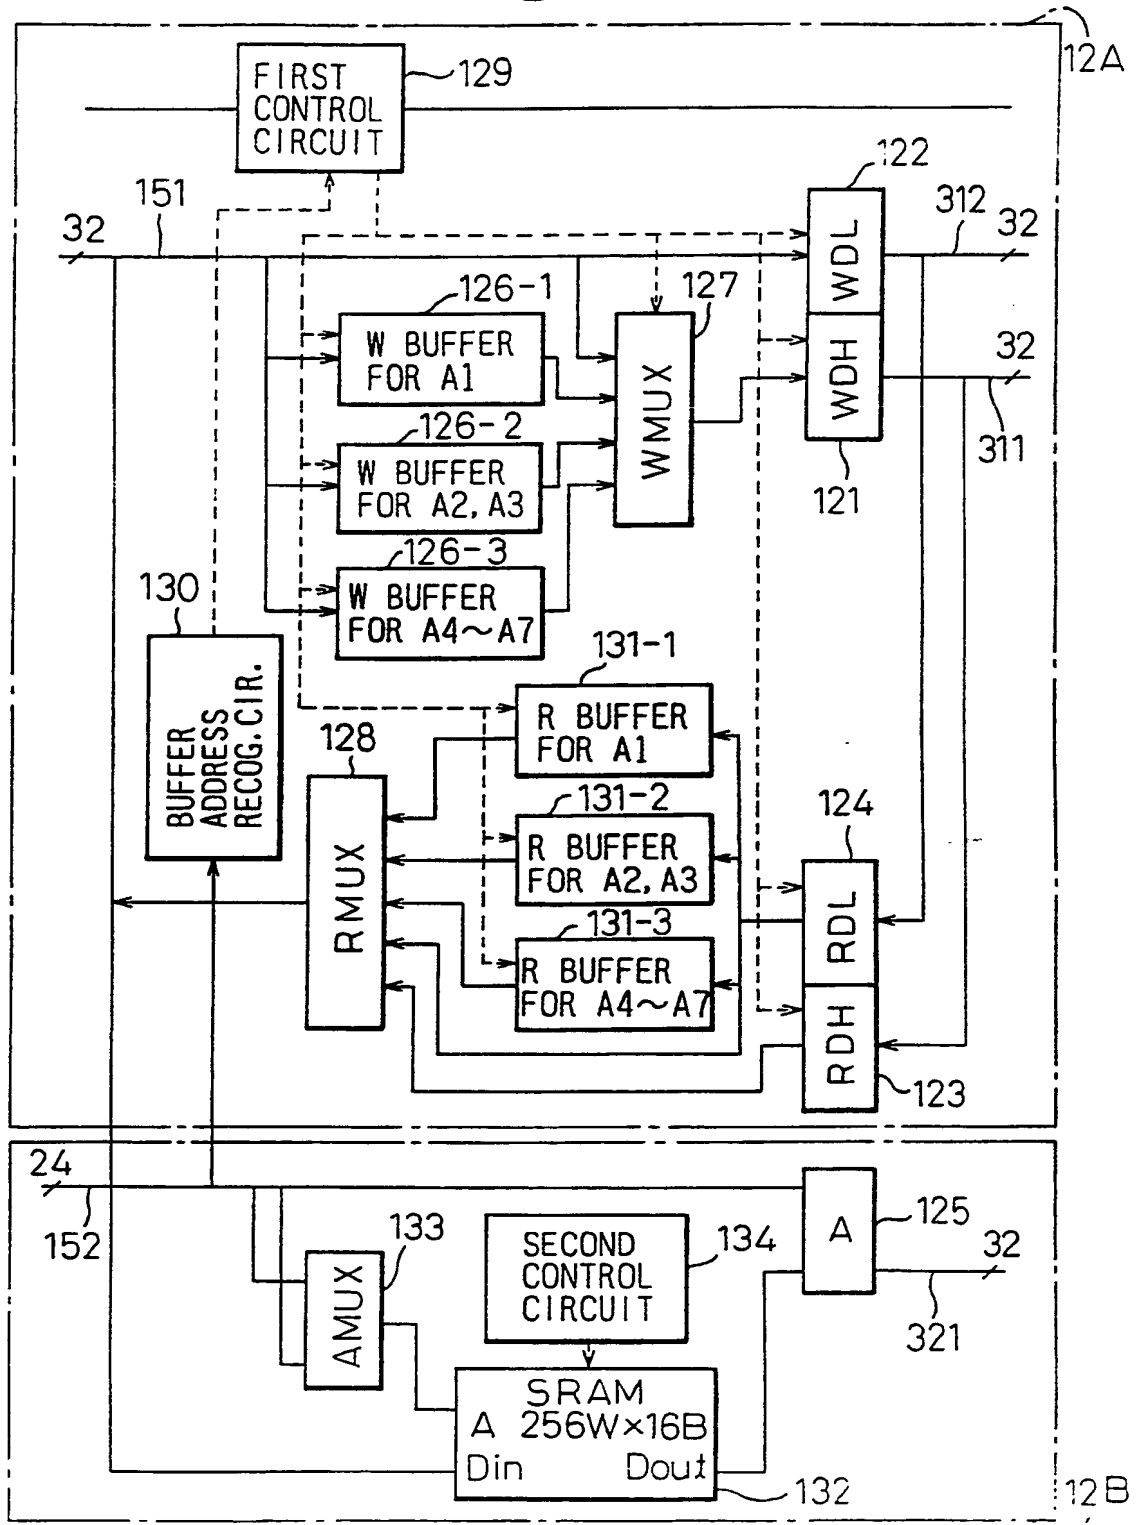 12A
FIRST
CONTROL
CIRCUIT
129
122
151
312
32
32
WDL
126-1
127
W BUFFER
FOR A1
WMUX
32
WDH
126-2
311
W BUFFER
FOR A2, A3
121
126-3
W BUFFER
FOR A4~A7
130
131-1
BUFFER
ADDRESS
RECOG. CIR.
R BUFFER
FOR A1
128
131-2
124
RMUX
R BUFFER
FOR A2, A3
RDL
131-3
R BUFFER
FOR A4~A7
RDH
123
24
152
A
125
133
134
32
SECOND
CONTROL
CIRCUIT
AMUX
321
SRAM
A 256W×16B
Din Dout
132
12B